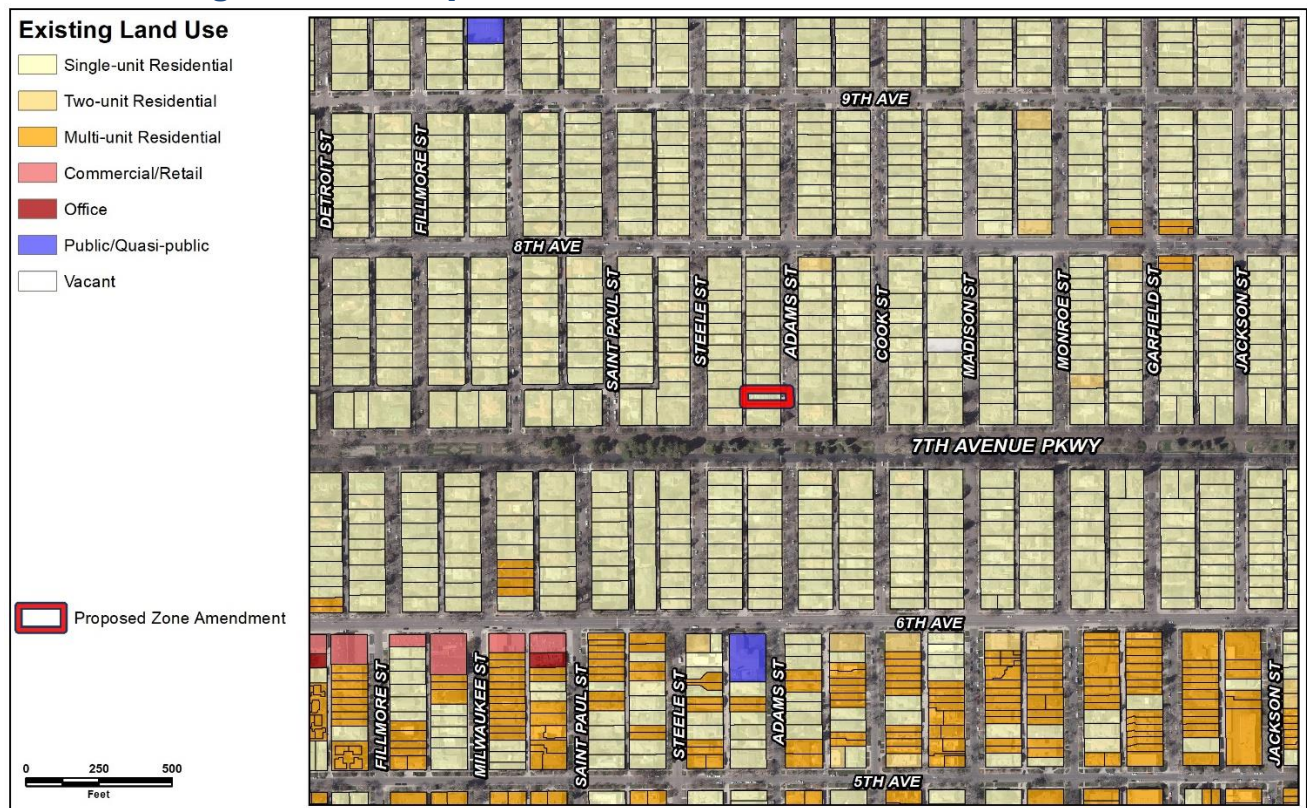 Existing Land Use
Single-unit Residential
Two-unit Residential
Multi-unit Residential
Commercial/Retail
Office
Public/Quasi-public
Vacant
Proposed Zone Amendment
0 250 500
Feet
9TH AVE
DETROIT ST
FILLMORE ST
8TH AVE
SAINT PAUL ST
STEELE ST
ADAMS ST
COOK ST
MADISON ST
MONROE ST
GARFIELD ST
JACKSON ST
7TH AVENUE PKWY
6TH AVE
FILLMORE ST
MILWAUKEE ST
SAINT PAUL ST
STEELE ST
ADAMS ST
JACKSON ST
5TH AVE